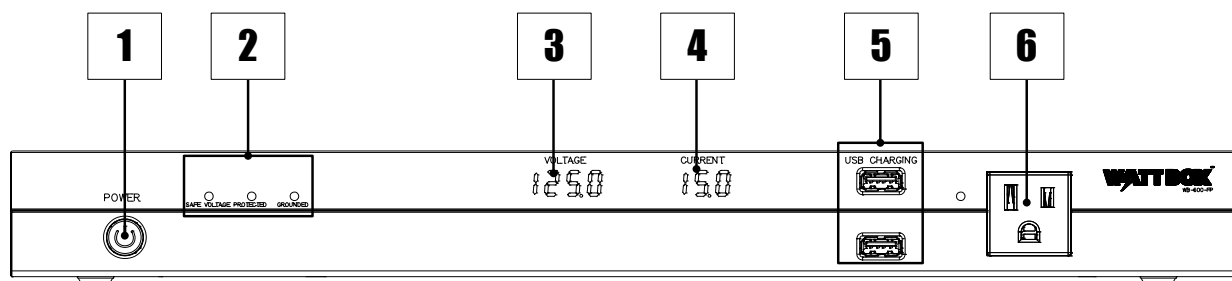 1 2 3 4 5 6
VOLTAGE CURRENT USB CHARGING
125.0 15.0
WATTBOX™
WB-600-FP
POWER
SAFE VOLTAGE PROTECTED GROUNDED